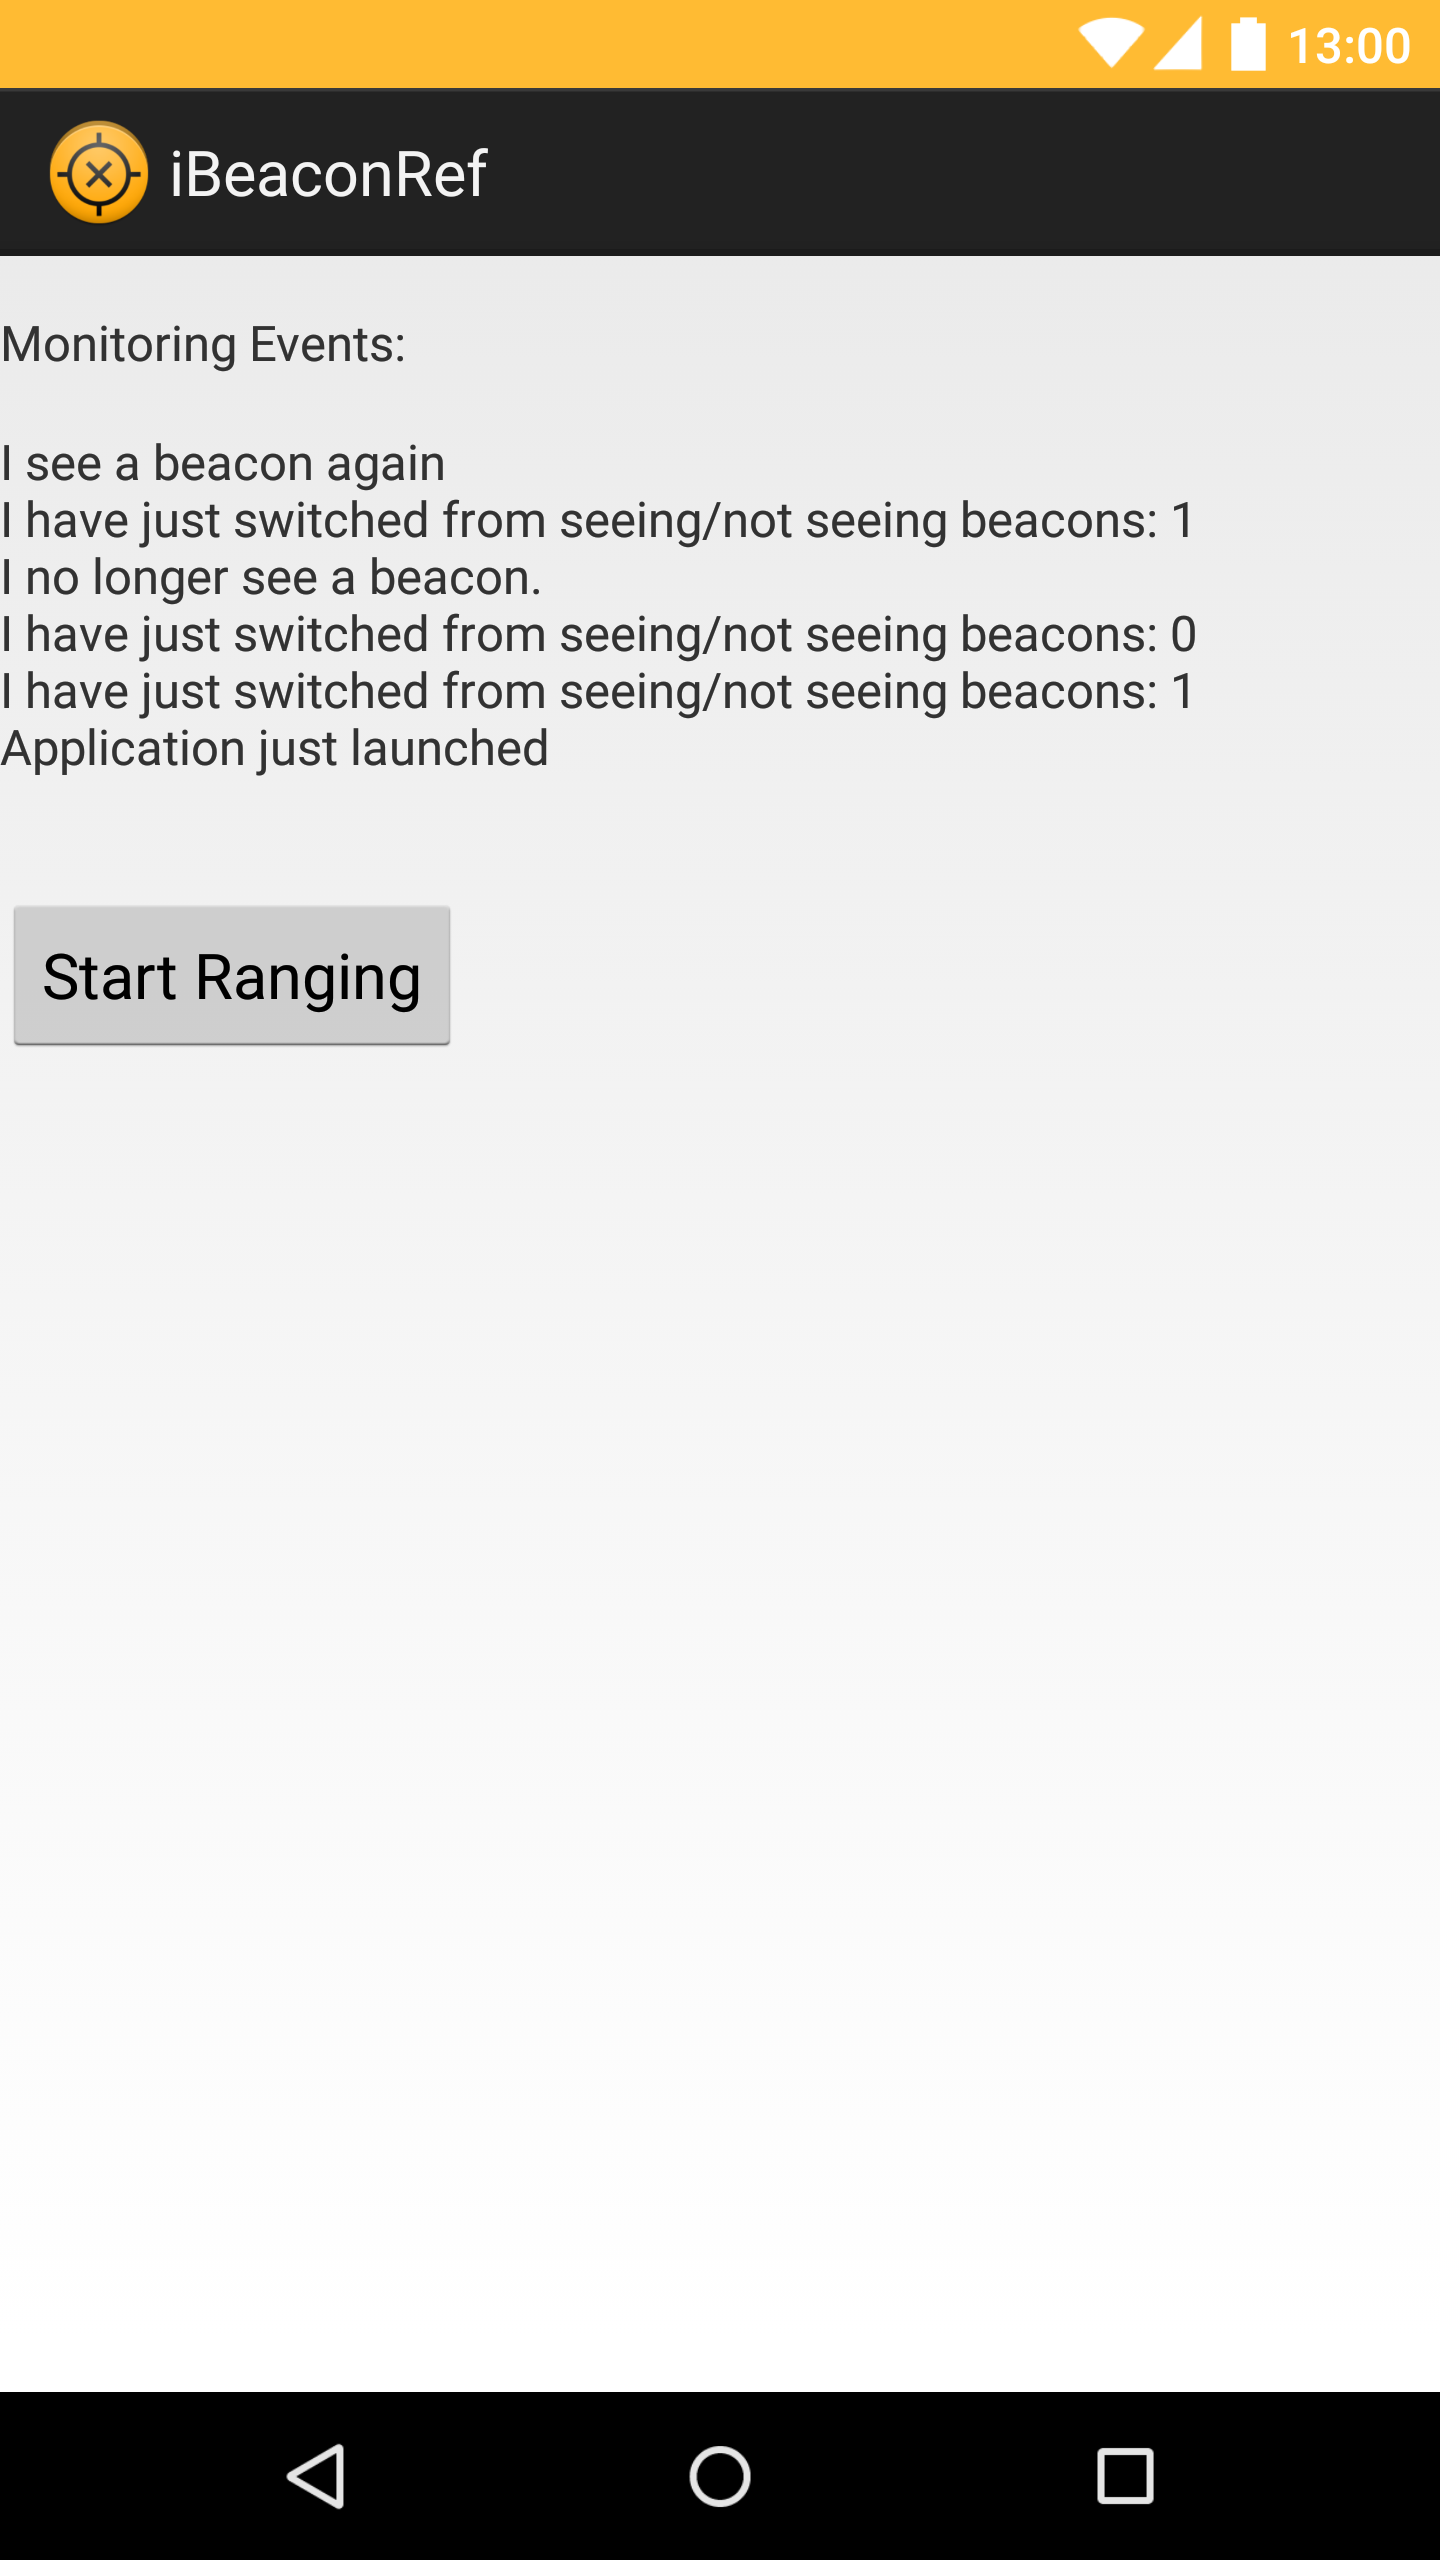 13:00
iBeaconRef
Monitoring Events:
I see a beacon again
I have just switched from seeing/not seeing beacons: 1
I no longer see a beacon.
I have just switched from seeing/not seeing beacons: 0
I have just switched from seeing/not seeing beacons: 1
Application just launched
Start Ranging